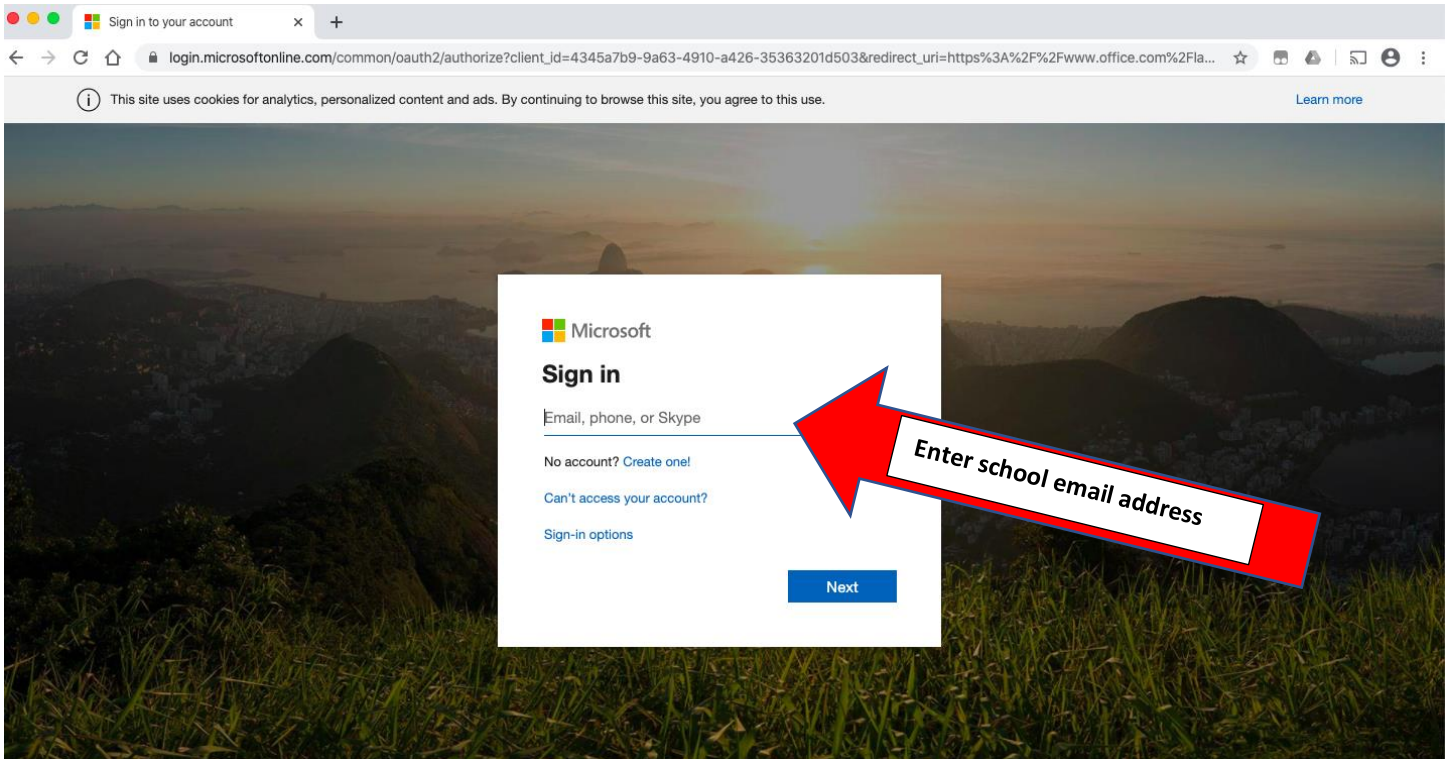 Sign in to your account
login.microsoftonline.com/common/oauth2/authorize?client_id=4345a7b9-9a63-4910-a426-35363201d503&redirect_uri=https%3A%2F%2Fwww.office.com%2Fla...
This site uses cookies for analytics, personalized content and ads. By continuing to browse this site, you agree to this use. Learn more
Microsoft
Sign in
Email, phone, or Skype
No account? Create one!
Can't access your account?
Sign-in options
Next
Enter school email address